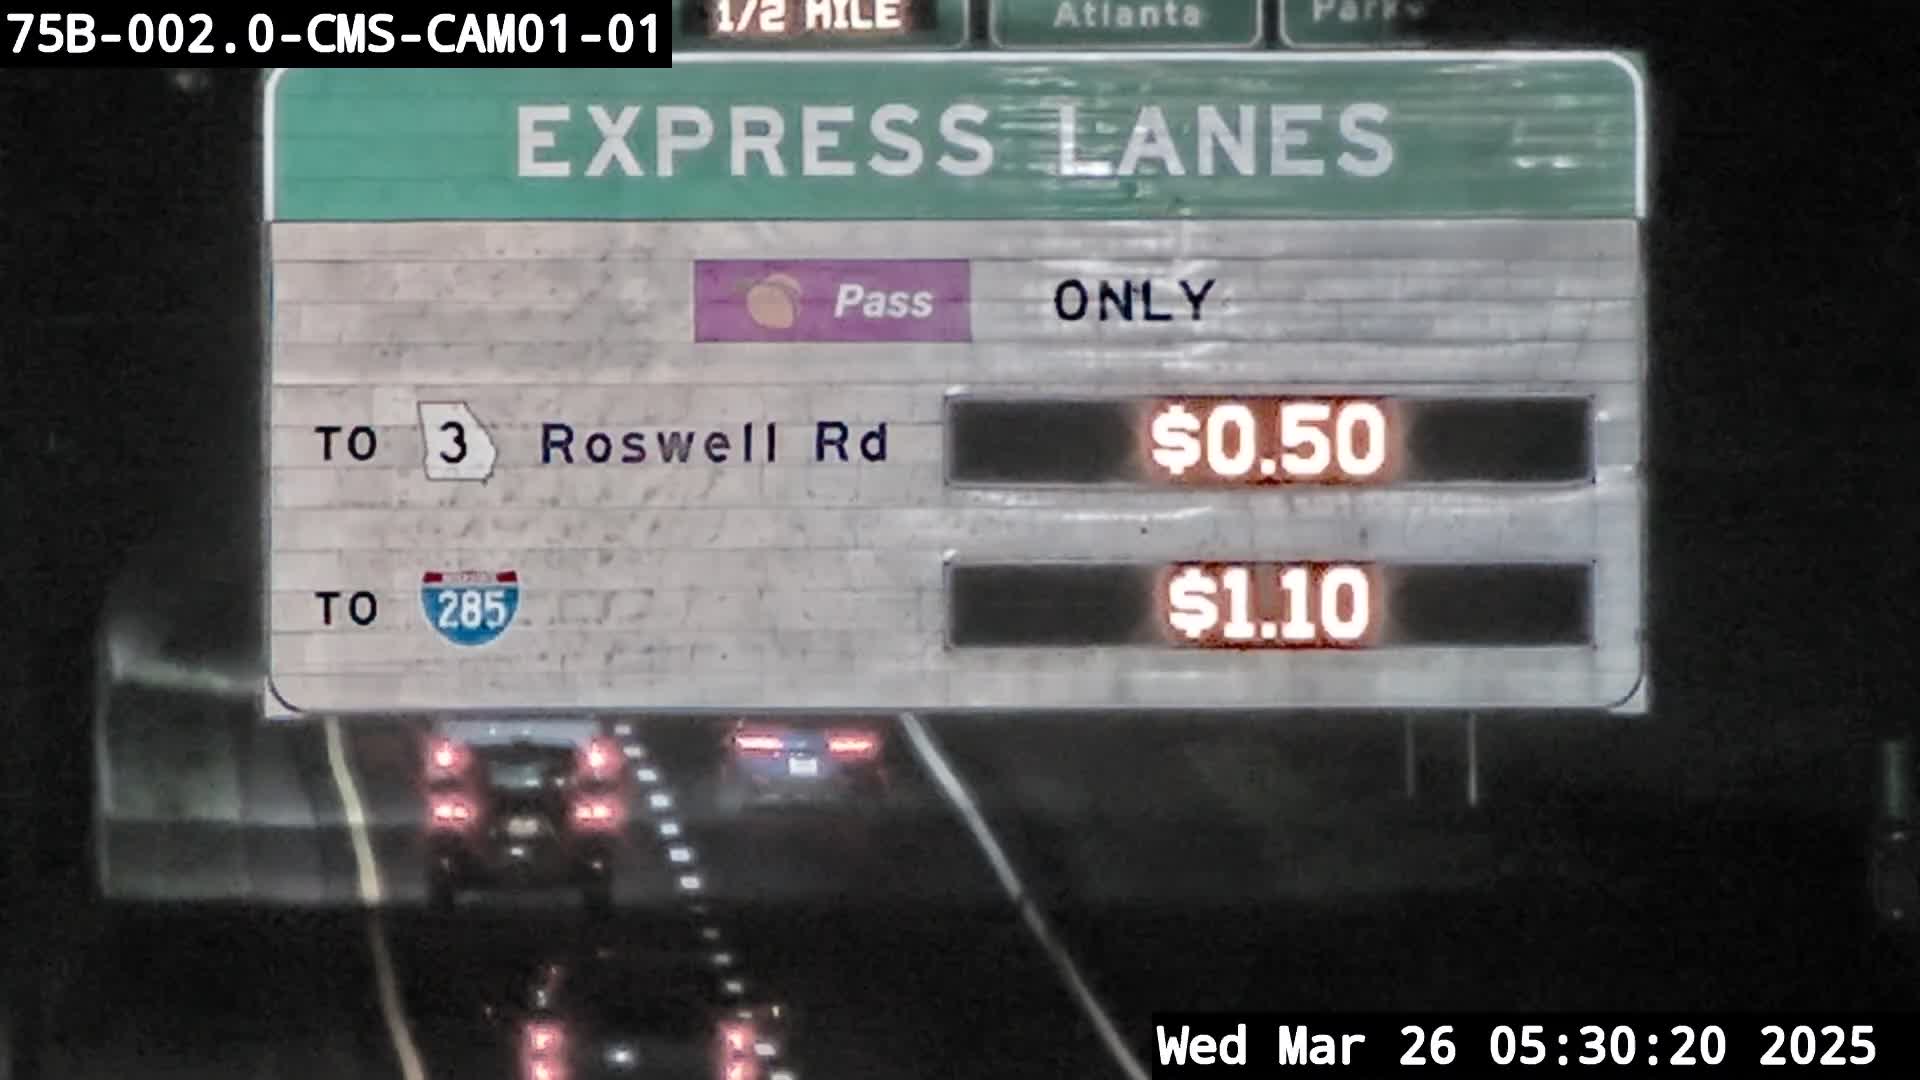 75B-002.0-CMS-CAM01-01
1/2 MILE
Atlanta
EXPRESS LANES
Pass ONLY
TO 3 Roswell Rd $0.50
TO 285 $1.10
Wed Mar 26 05:30:20 2025